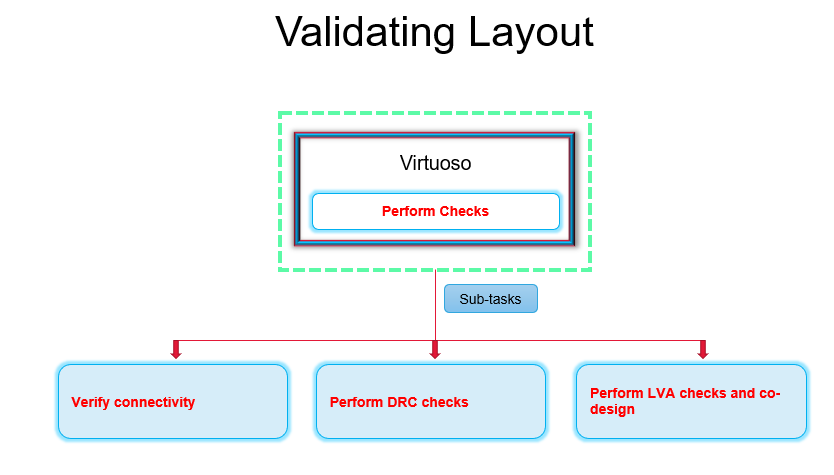 Validating Layout
Virtuoso
Perform Checks
Sub-tasks
Verify connectivity
Perform DRC checks
Perform LVA checks and co-
design